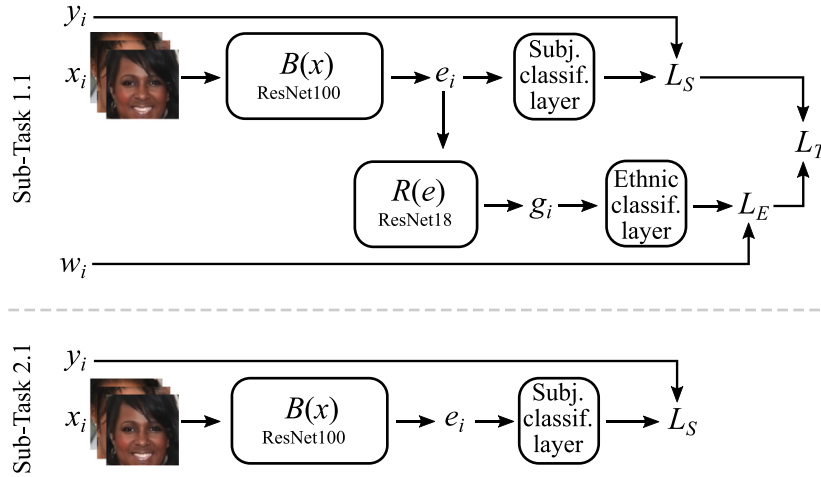 Sub-Task 1.1
y_i
x_i
B(x)
ResNet100
e_i
Subj.
classif.
layer
L_S
L_T
R(e)
ResNet18
g_i
Ethnic
classif.
layer
L_E
w_i
Sub-Task 2.1
y_i
x_i
B(x)
ResNet100
e_i
Subj.
classif.
layer
L_S